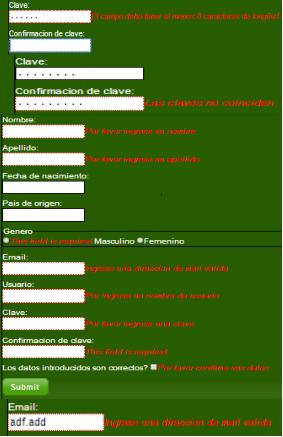 Clave:
...... El campo debe tener al menos 8 caracteres de longitud
Confirmacion de clave:
Clave:
........
Confirmacion de clave:
........ Las claves no coinciden
Nombre:
Por favor ingrese su nombre
Apellido:
Por favor ingrese su apellido
Fecha de nacimiento:
Pais de origen:
Genero
This field is required. Masculino Femenino
Email:
Ingrese una direccion de mail valida
Usuario:
Por ingrese un nombre de usuario
Clave:
Por favor ingrese una clave
Confirmacion de clave:
This field is required.
Los datos introducidos son correctos? Por favor confirme sus datos
Submit
Email:
adf.add Ingrese una direccion de mail valida